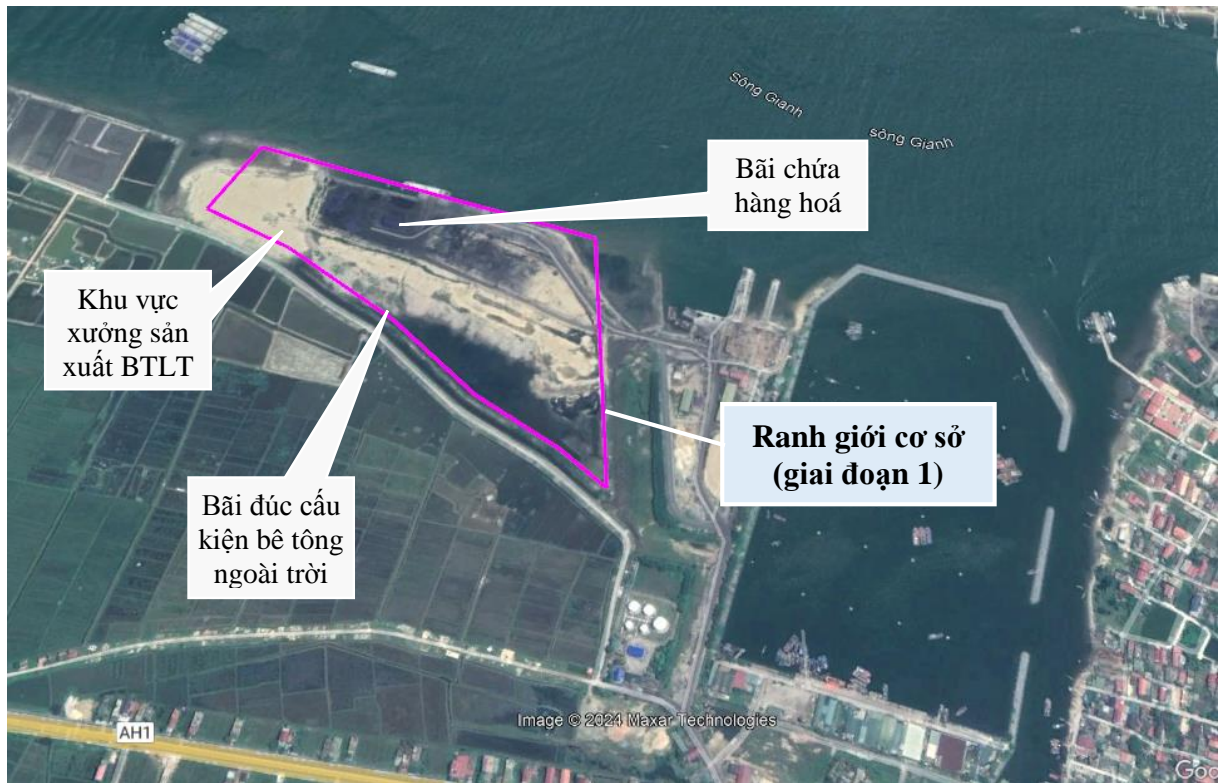 Sông Gianh
sông Gianh
Bãi chứa
hàng hoá
Khu vực
xưởng sản
xuất BTLT
Ranh giới cơ sở
(giai đoạn 1)
Bãi đúc cấu
kiện bê tông
ngoài trời
Image © 2024 Maxar Technologies
AH1
Goo